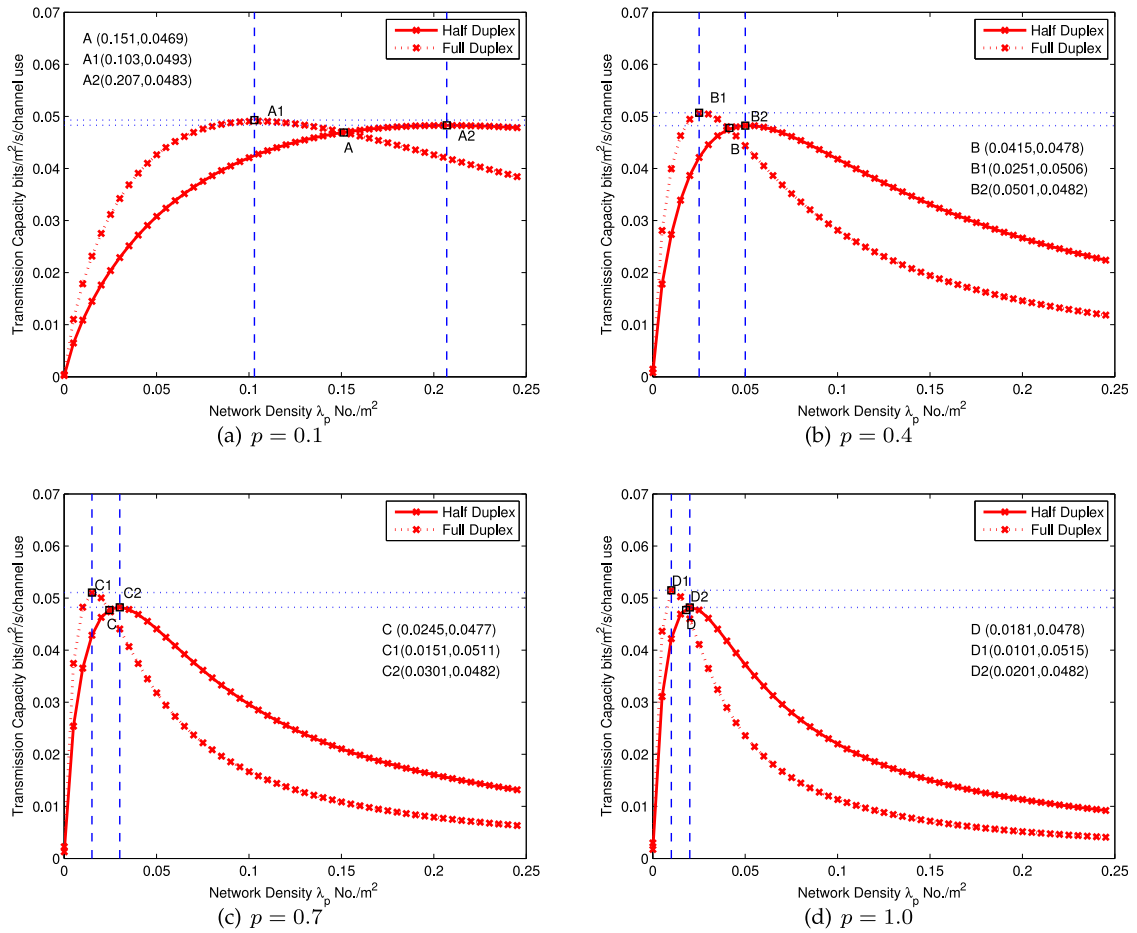 A (0.151,0.0469)
A1(0.103,0.0493)
A2(0.207,0.0483)
Half Duplex
Full Duplex
A1
A
A2
0.07
0.06
0.05
0.04
0.03
0.02
0.01
0
Transmission Capacity bits/m²/s/channel use
0 0.05 0.1 0.15 0.2 0.25
Network Density λp No./m²
(a) p = 0.1
Half Duplex
Full Duplex
B1
B2
B
B (0.0415,0.0478)
B1(0.0251,0.0506)
B2(0.0501,0.0482)
0.07
0.06
0.05
0.04
0.03
0.02
0.01
0
Transmission Capacity bits/m²/s/channel use
0 0.05 0.1 0.15 0.2 0.25
Network Density λp No./m²
(b) p = 0.4
Half Duplex
Full Duplex
C1
C2
C
C (0.0245,0.0477)
C1(0.0151,0.0511)
C2(0.0301,0.0482)
0.07
0.06
0.05
0.04
0.03
0.02
0.01
0
Transmission Capacity bits/m²/s/channel use
0 0.05 0.1 0.15 0.2 0.25
Network Density λp No./m²
(c) p = 0.7
Half Duplex
Full Duplex
D1
D2
D
D (0.0181,0.0478)
D1(0.0101,0.0515)
D2(0.0201,0.0482)
0.07
0.06
0.05
0.04
0.03
0.02
0.01
0
Transmission Capacity bits/m²/s/channel use
0 0.05 0.1 0.15 0.2 0.25
Network Density λp No./m²
(d) p = 1.0